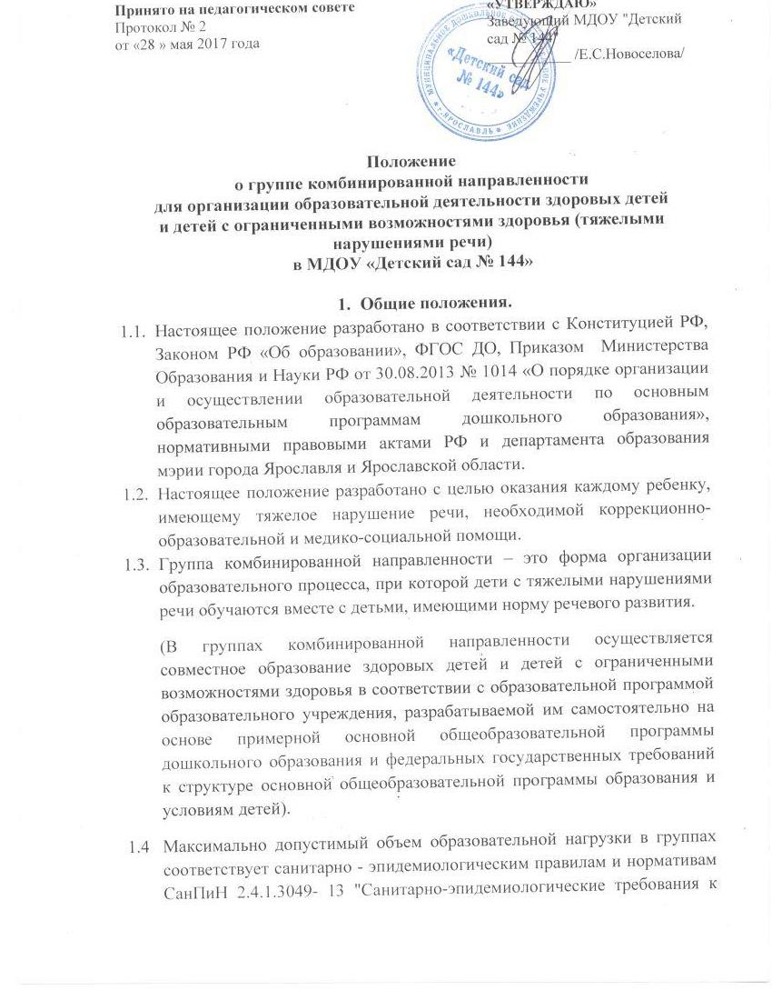 Принято на педагогическом совете
Протокол № 2
от «28 » мая 2017 года
«УТВЕРЖДАЮ»
Заведующий МДОУ "Детский
сад № 144"
/Е.С.Новоселова/
МУНИЦИПАЛЬНОЕ ДОШКОЛЬНОЕ
УЧРЕЖДЕНИЕ
г.ЯРОСЛАВЛЬ
«Детский сад
№ 144»
Положение
о группе комбинированной направленности
для организации образовательной деятельности здоровых детей
и детей с ограниченными возможностями здоровья (тяжелыми
нарушениями речи)
в МДОУ «Детский сад № 144»
1. Общие положения.
1.1. Настоящее положение разработано в соответствии с Конституцией РФ,
Законом РФ «Об образовании», ФГОС ДО, Приказом Министерства
Образования и Науки РФ от 30.08.2013 № 1014 «О порядке организации
и осуществлении образовательной деятельности по основным
образовательным программам дошкольного образования»,
нормативными правовыми актами РФ и департамента образования
мэрии города Ярославля и Ярославской области.
1.2. Настоящее положение разработано с целью оказания каждому ребенку,
имеющему тяжелое нарушение речи, необходимой коррекционно-
образовательной и медико-социальной помощи.
1.3. Группа комбинированной направленности – это форма организации
образовательного процесса, при которой дети с тяжелыми нарушениями
речи обучаются вместе с детьми, имеющими норму речевого развития.
(В группах комбинированной направленности осуществляется
совместное образование здоровых детей и детей с ограниченными
возможностями здоровья в соответствии с образовательной программой
образовательного учреждения, разрабатываемой им самостоятельно на
основе примерной основной общеобразовательной программы
дошкольного образования и федеральных государственных требований
к структуре основной общеобразовательной программы образования и
условиям детей).
1.4 Максимально допустимый объем образовательной нагрузки в группах
соответствует санитарно - эпидемиологическим правилам и нормативам
СанПиН 2.4.1.3049- 13 "Санитарно-эпидемиологические требования к